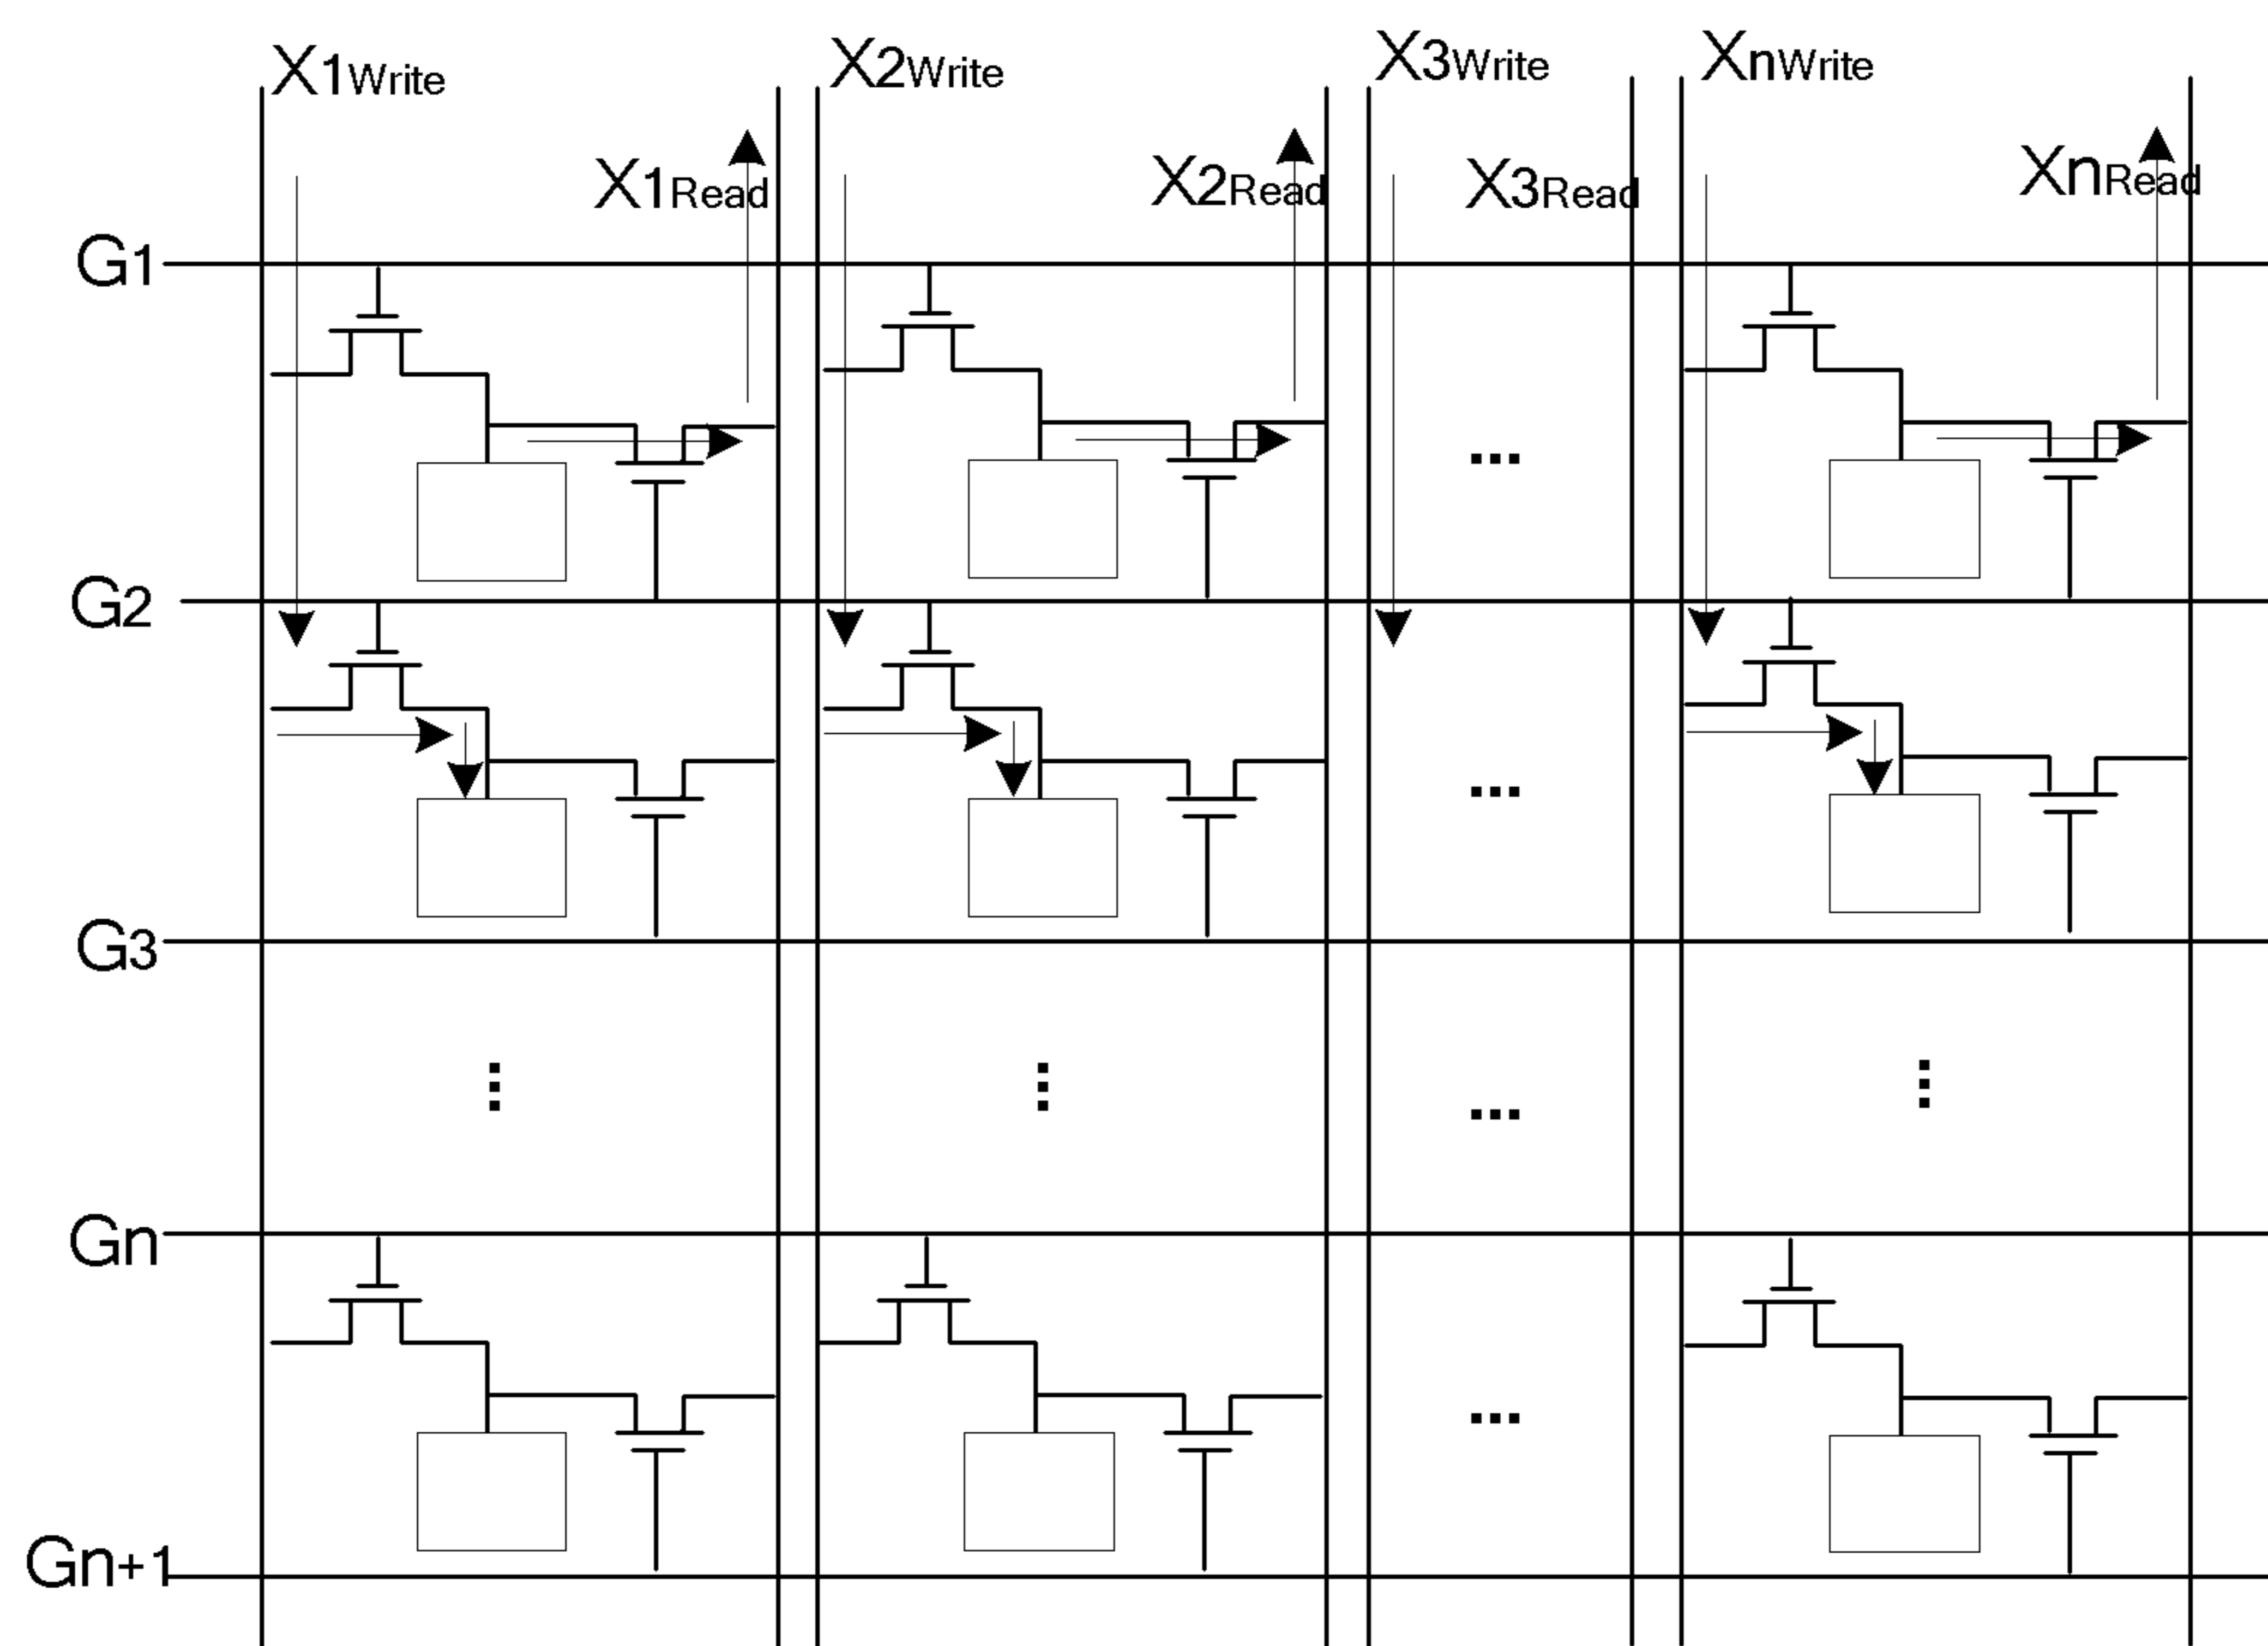 X1Write X2Write X3Write XnWrite
X1Read X2Read X3Read XnRead
G1
...
G2
...
G3
...
Gn
...
Gn+1